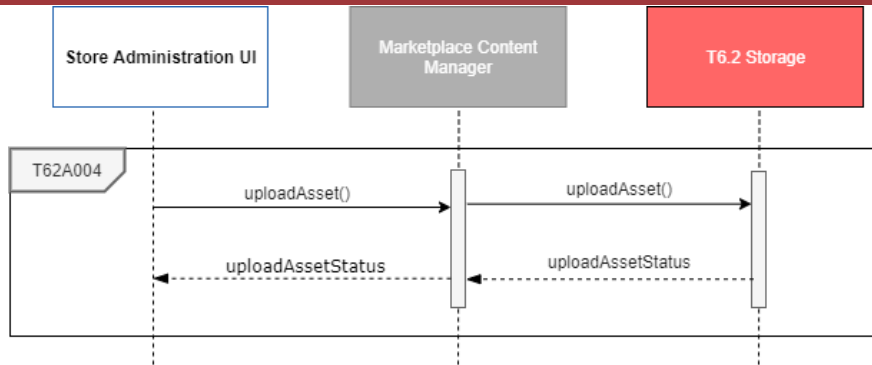 Store Administration UI
Marketplace Content
Manager
T6.2 Storage
T62A004
uploadAsset()
uploadAsset()
uploadAssetStatus
uploadAssetStatus